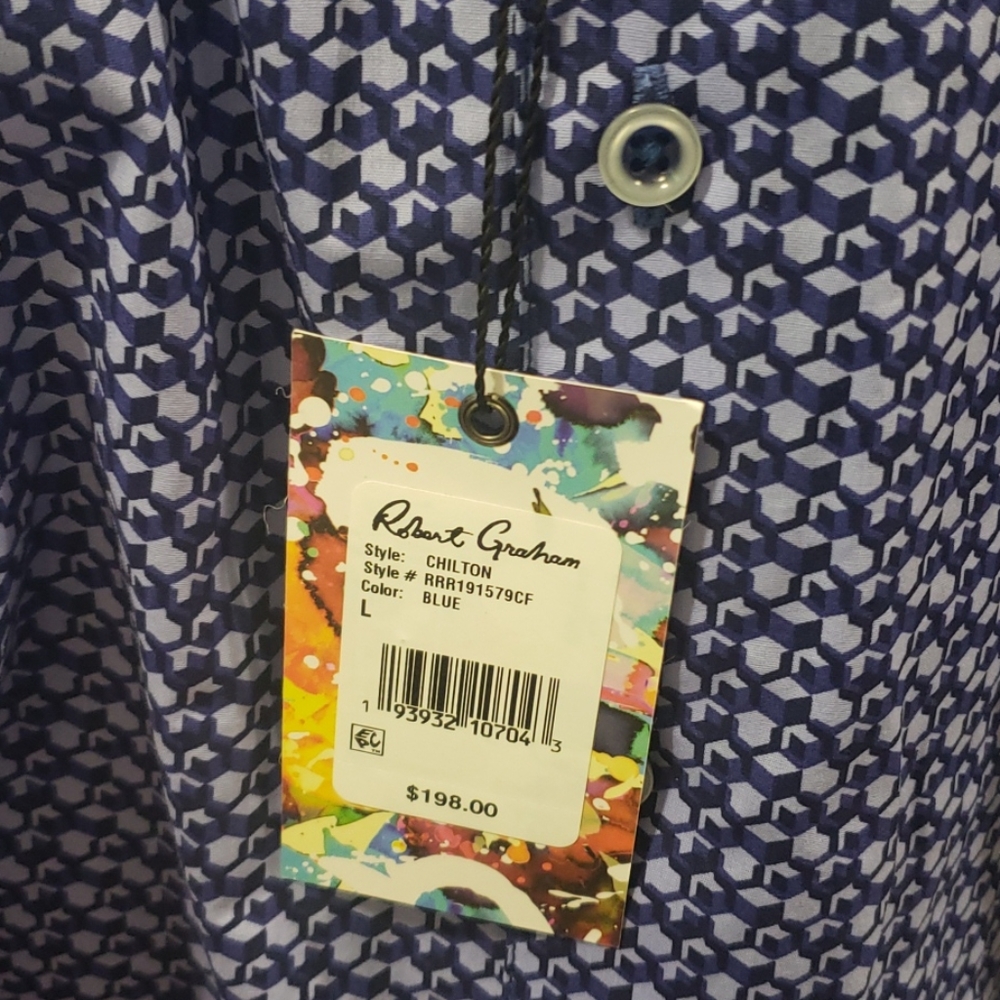 Robert Graham
Style: CHILTON
Style # RRR191579CF
Color: BLUE
L
1 93932 10704 3
$198.00